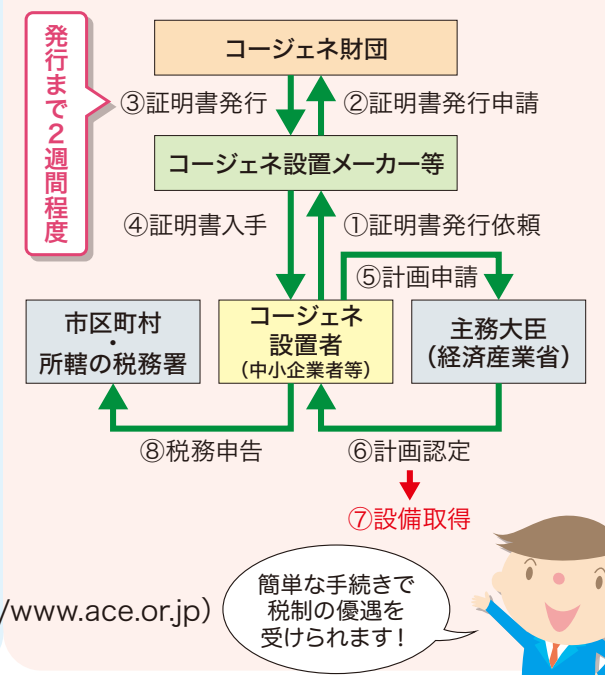 発行まで2週間程度
コージェネ財団
③証明書発行
②証明書発行申請
コージェネ設置メーカー等
④証明書入手
①証明書発行依頼
⑤計画申請
市区町村
・
所轄の税務署
コージェネ
設置者
(中小企業者等)
主務大臣
(経済産業省)
⑧税務申告
⑥計画認定
⑦設備取得
/www.ace.or.jp)
簡単な手続きで
税制の優遇を
受けられます!